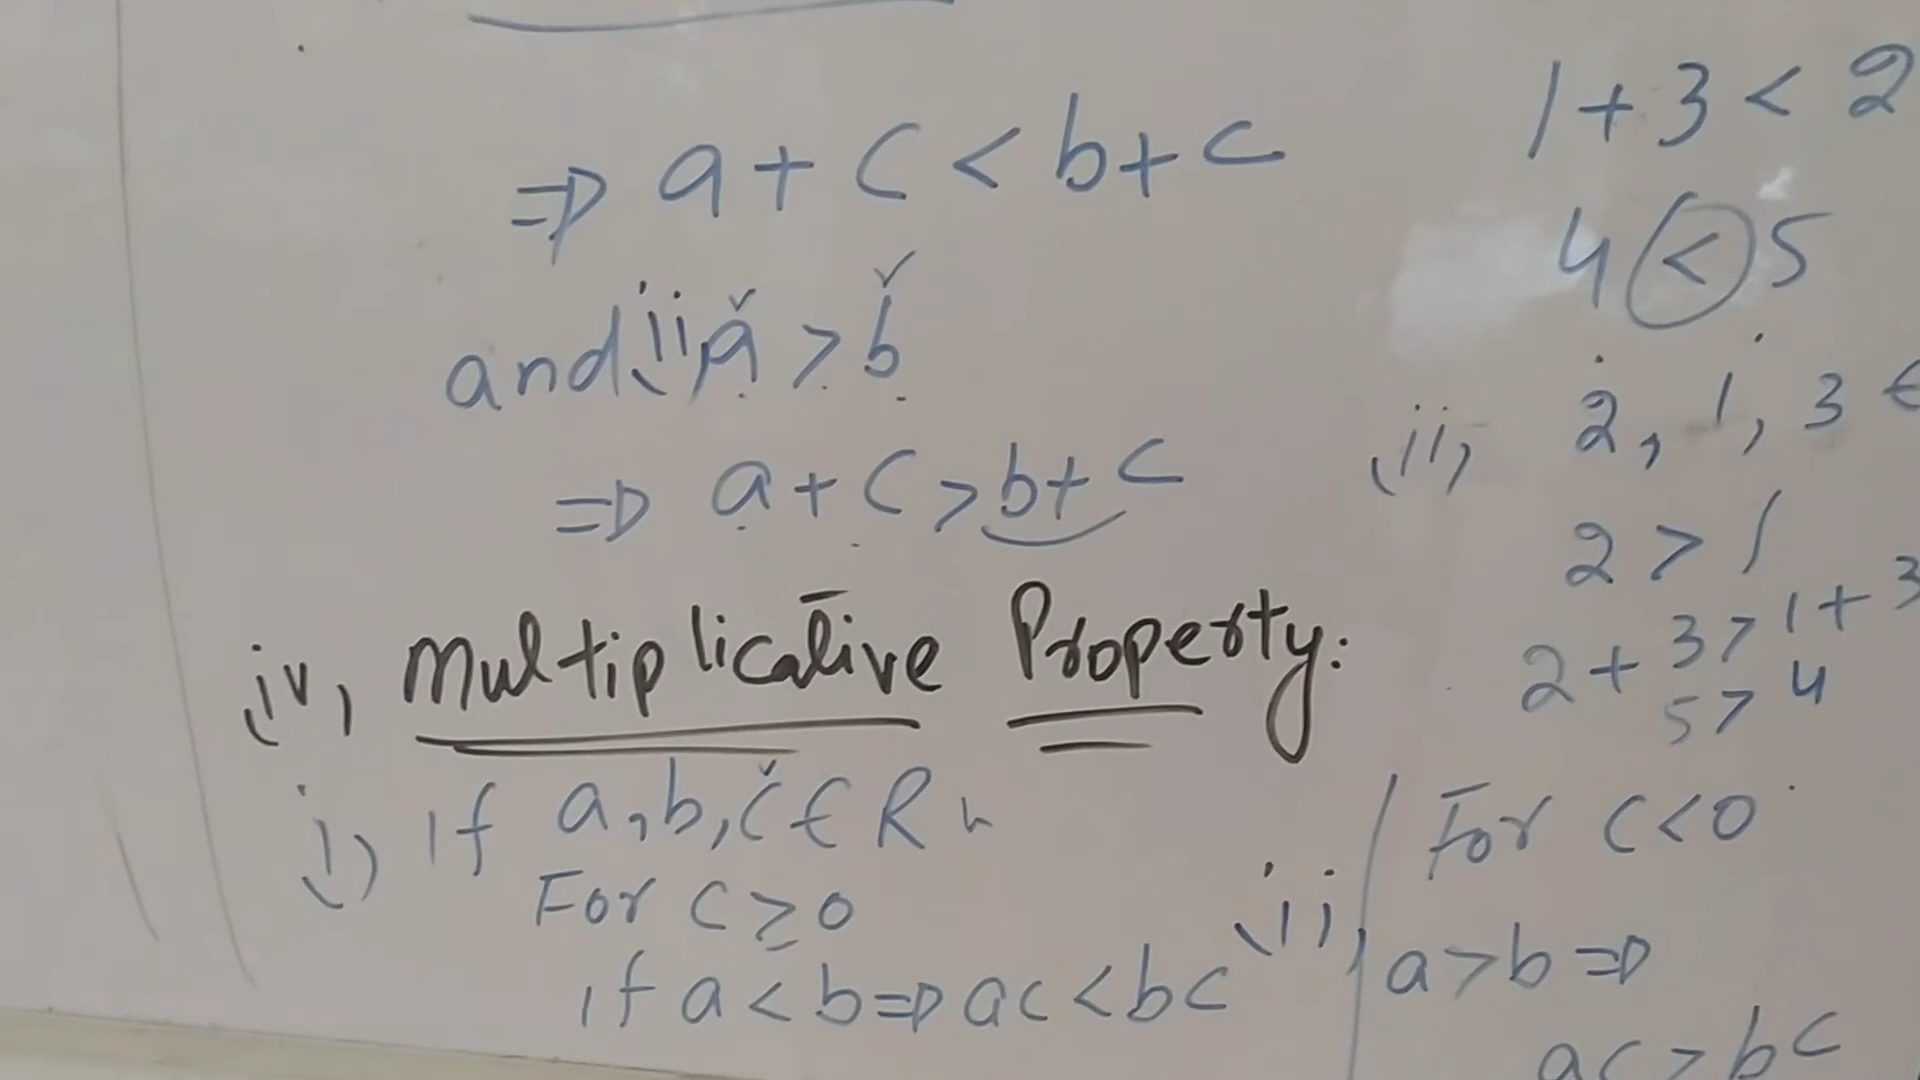 ⇒ a + c < b + c
and (ii) a > b
⇒ a + c > b + c
(iv) Multiplicative Property:
i) If a, b, c ∈ R
For c ≥ 0
if a < b ⇒ ac < bc
1 + 3 < 2
4 < 5
(ii) 2, 1, 3 ∈
2 > 1
2 + 3 > 1 + 3
5 > 4
For c < 0
(ii) a > b ⇒
ac > bc